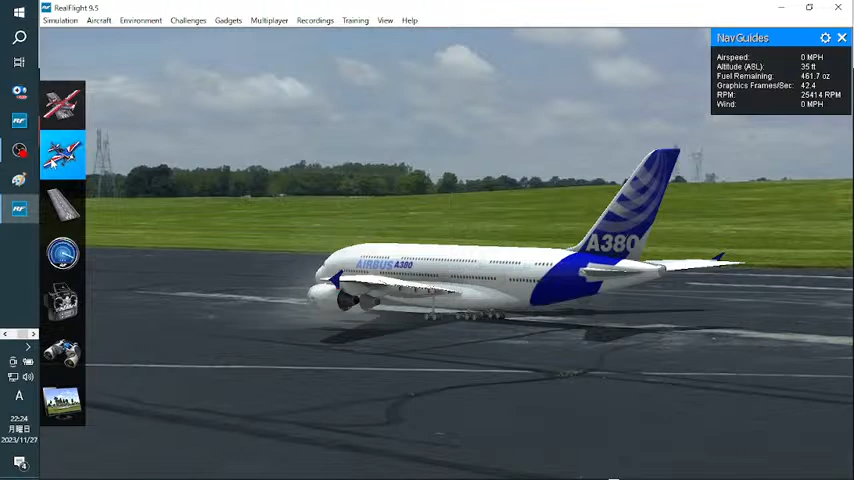 RealFlight 9.5
Simulation Aircraft Environment Challenges Gadgets Multiplayer Recordings Training View Help
NavGuides
Airspeed: 0 MPH
Altitude (ASL): 35 ft
Fuel Remaining: 461.7 oz
Graphics Frames/Sec: 42.4
RPM: 25414 RPM
Wind: 0 MPH
A380
AIRBUS A380
A
22:24
月曜日
2023/11/27
4